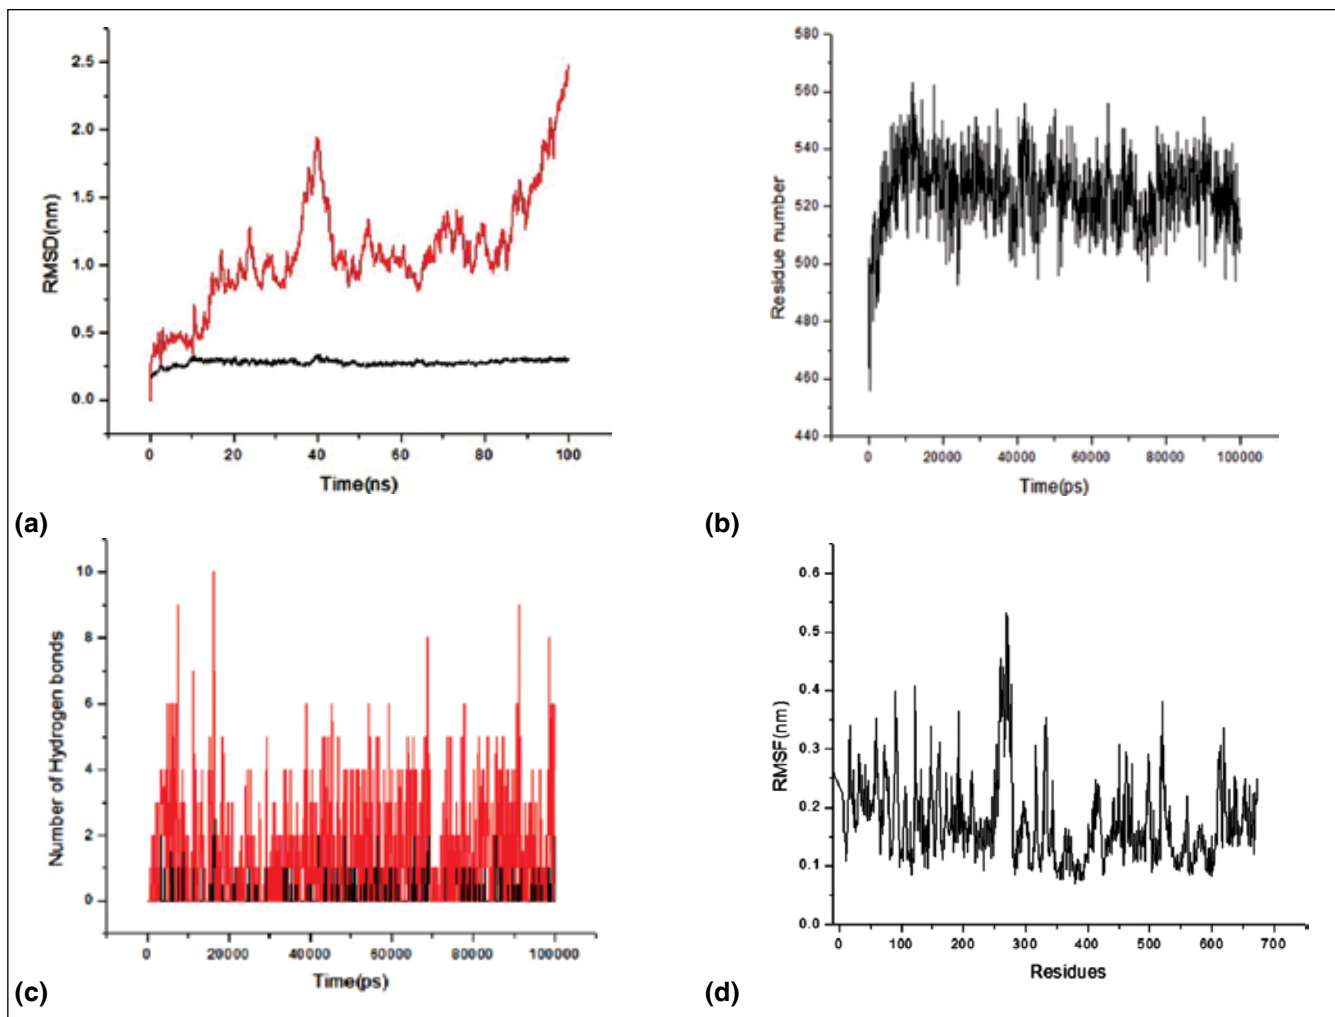 RMSD(nm)
2.5
2.0
1.5
1.0
0.5
0.0
0 20 40 60 80 100
Time(ns)
(a)
Residue number
580
560
540
520
500
480
460
440
0 20000 40000 60000 80000 100000
Time(ps)
(b)
Number of Hydrogen bonds
10
8
6
4
2
0
0 20000 40000 60000 80000 100000
Time(ps)
(c)
RMSF(nm)
0.6
0.5
0.4
0.3
0.2
0.1
0.0
0 100 200 300 400 500 600 700
Residues
(d)